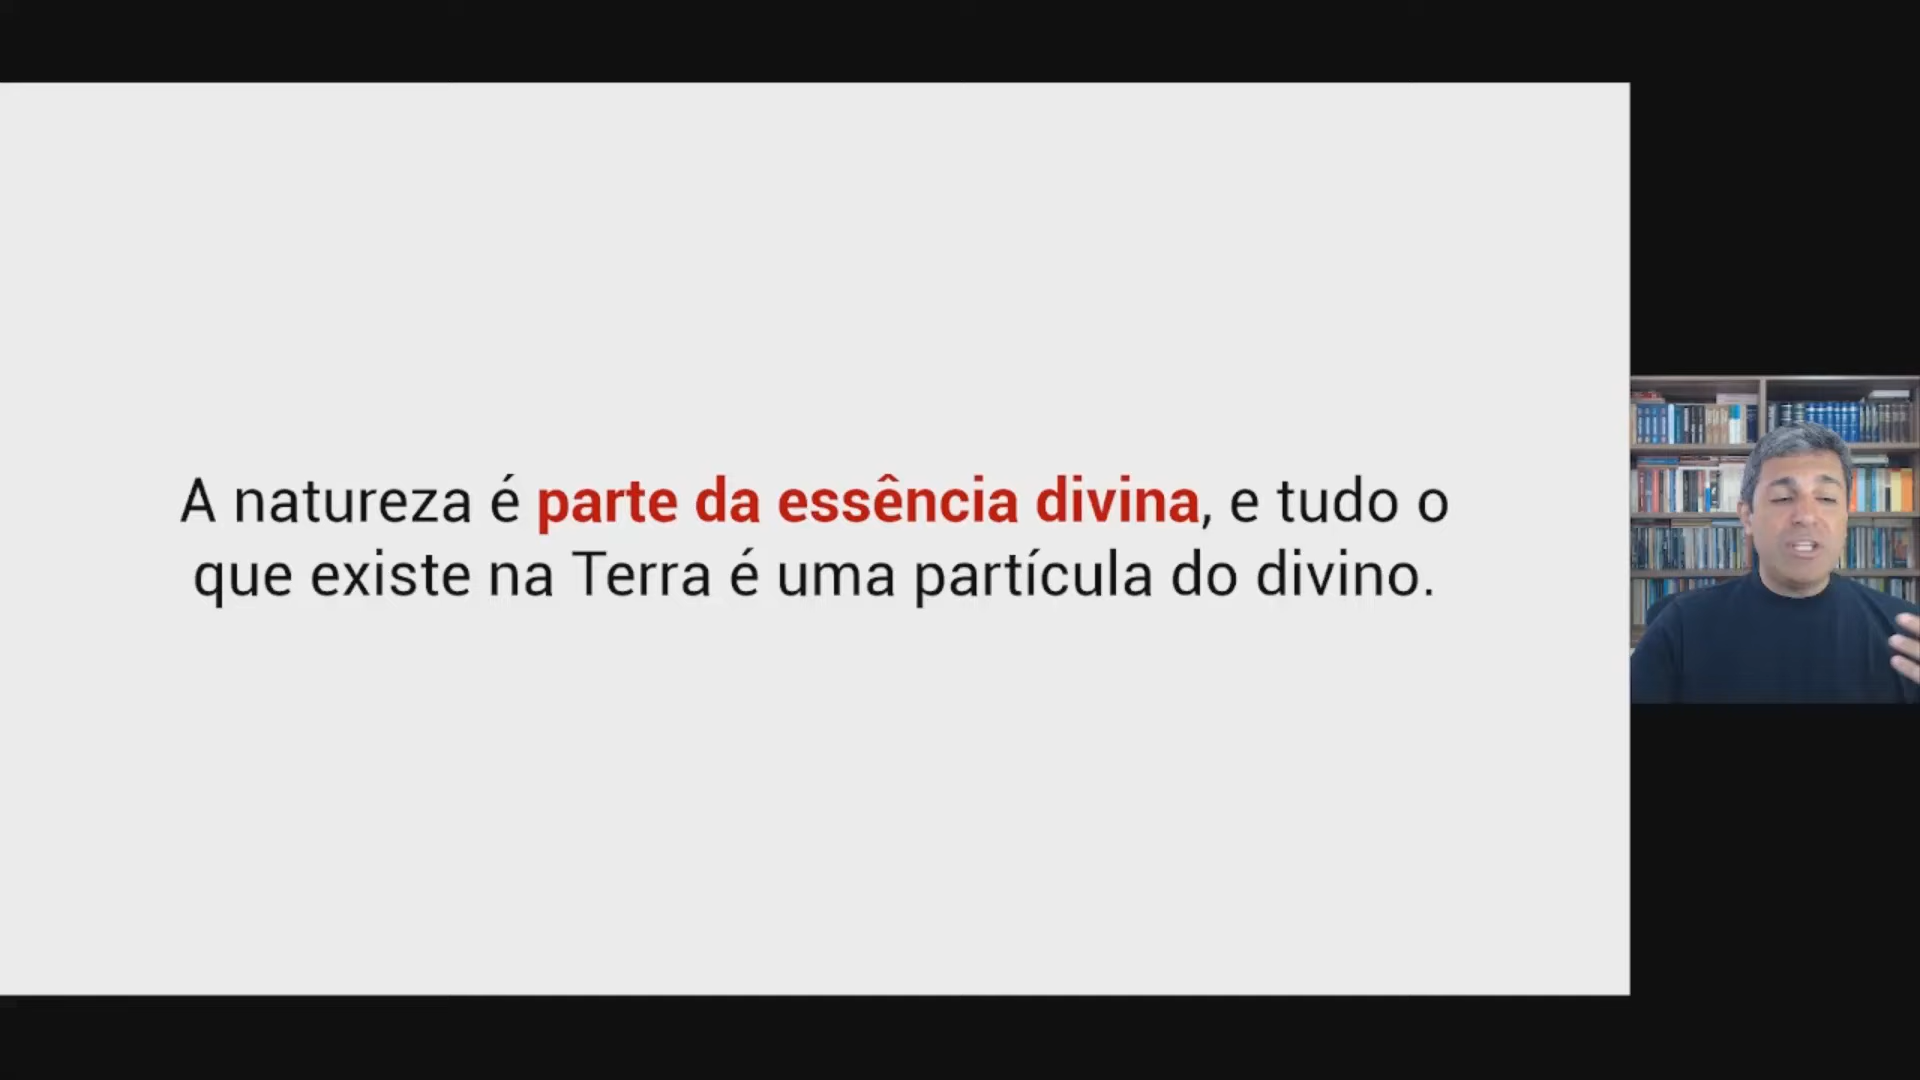 A natureza é parte da essência divina, e tudo o
que existe na Terra é uma partícula do divino.